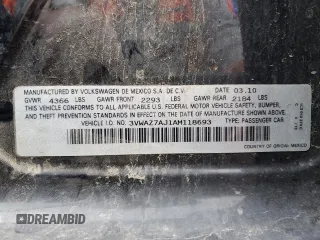 MANUFACTURED BY VOLKSWAGEN DE MEXICO S.A. DE C.V. DATE 03.10
GVWR 4366 LBS GAWR FRONT 2293 LBS GAWR REAR 2184 LBS
THIS VEHICLE CONFORMS TO ALL APPLICABLE U.S. FEDERAL MOTOR VEHICLE SAFETY, BUMPER,
AND THEFT PREVENTION STANDARDS IN EFFECT ON THE DATE OF MANUFACTURE SHOWN ABOVE.
VEHICLE I.D. NO. 3VWAZ7AJ1AM118693 TYPE: PASSENGER CAR
COUNTRY OF ORIGIN MEXICO
DREAMBID